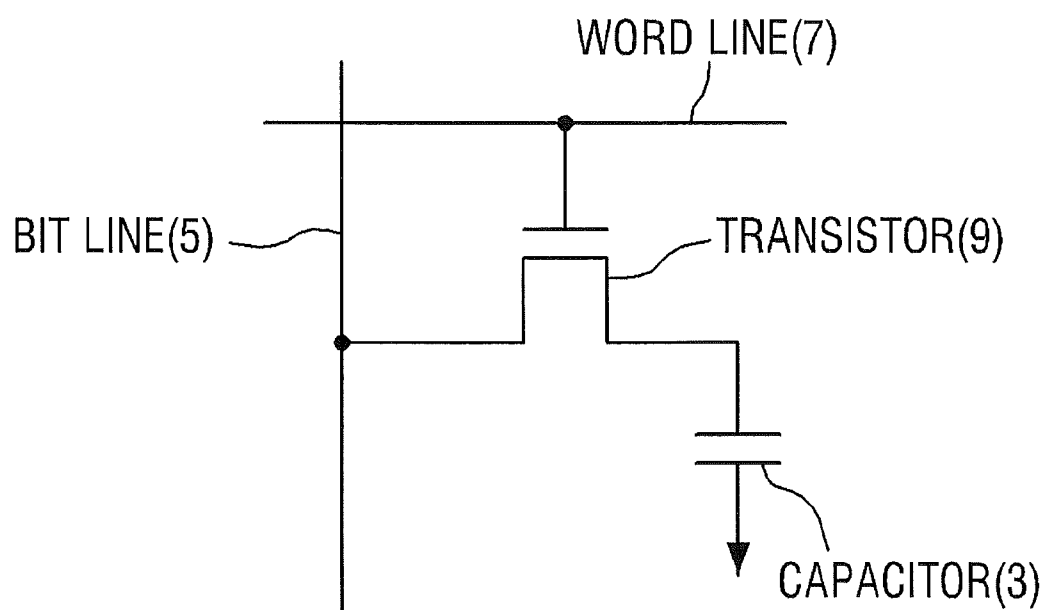 WORD LINE(7)
BIT LINE(5)
TRANSISTOR(9)
CAPACITOR(3)